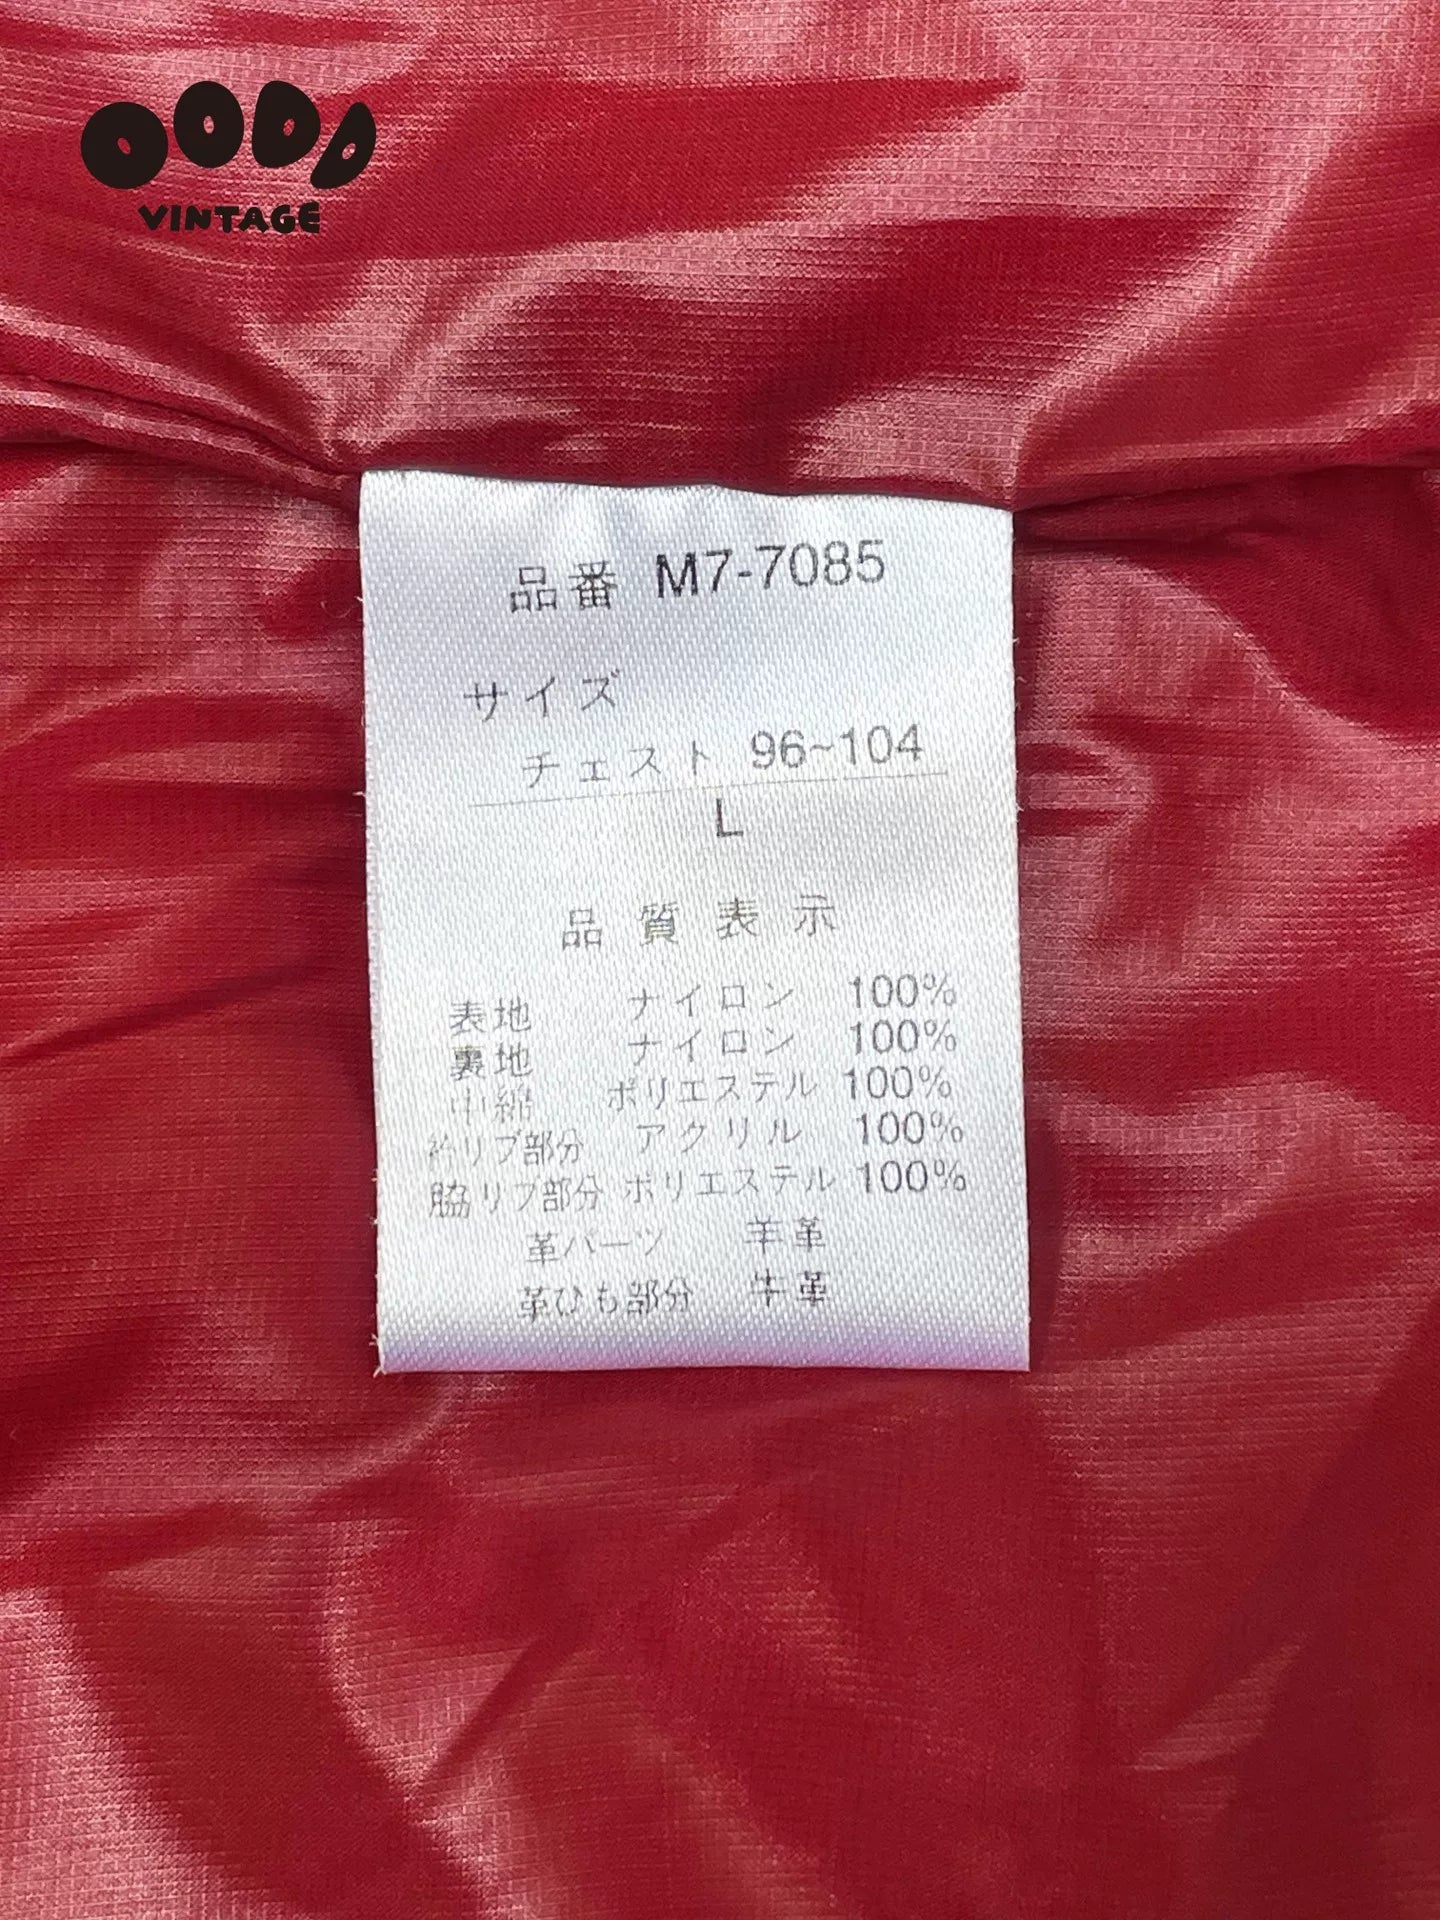 OODD
VINTAGE
品番 M7-7085
サイズ
チェスト 96~104
L
品質表示
表地 ナイロン 100%
裏地 ナイロン 100%
中綿 ポリエステル 100%
衿リブ部分 アクリル 100%
脇リブ部分 ポリエステル 100%
革パーツ 羊革
革ひも部分 牛革